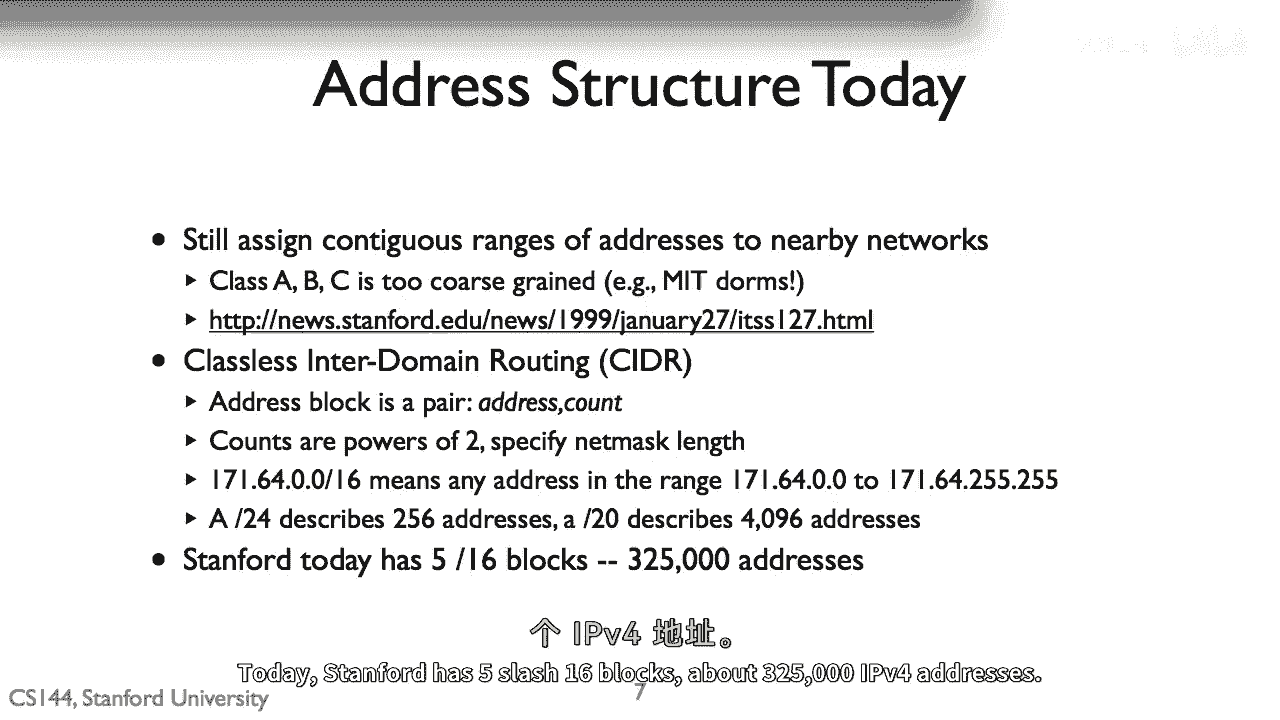 Address Structure Today
• Still assign contiguous ranges of addresses to nearby networks
‣ Class A, B, C is too coarse grained (e.g., MIT dorms!)
‣ http://news.stanford.edu/news/1999/january27/itss127.html
• Classless Inter-Domain Routing (CIDR)
‣ Address block is a pair: address,count
‣ Counts are powers of 2, specify netmask length
‣ 171.64.0.0/16 means any address in the range 171.64.0.0 to 171.64.255.255
‣ A /24 describes 256 addresses, a /20 describes 4,096 addresses
• Stanford today has 5 /16 blocks -- 325,000 addresses
个 IPv4 地址。
Today, Stanford has 5 slash 16 blocks, about 325,000 IPv4 addresses.
CS144, Stanford University
7